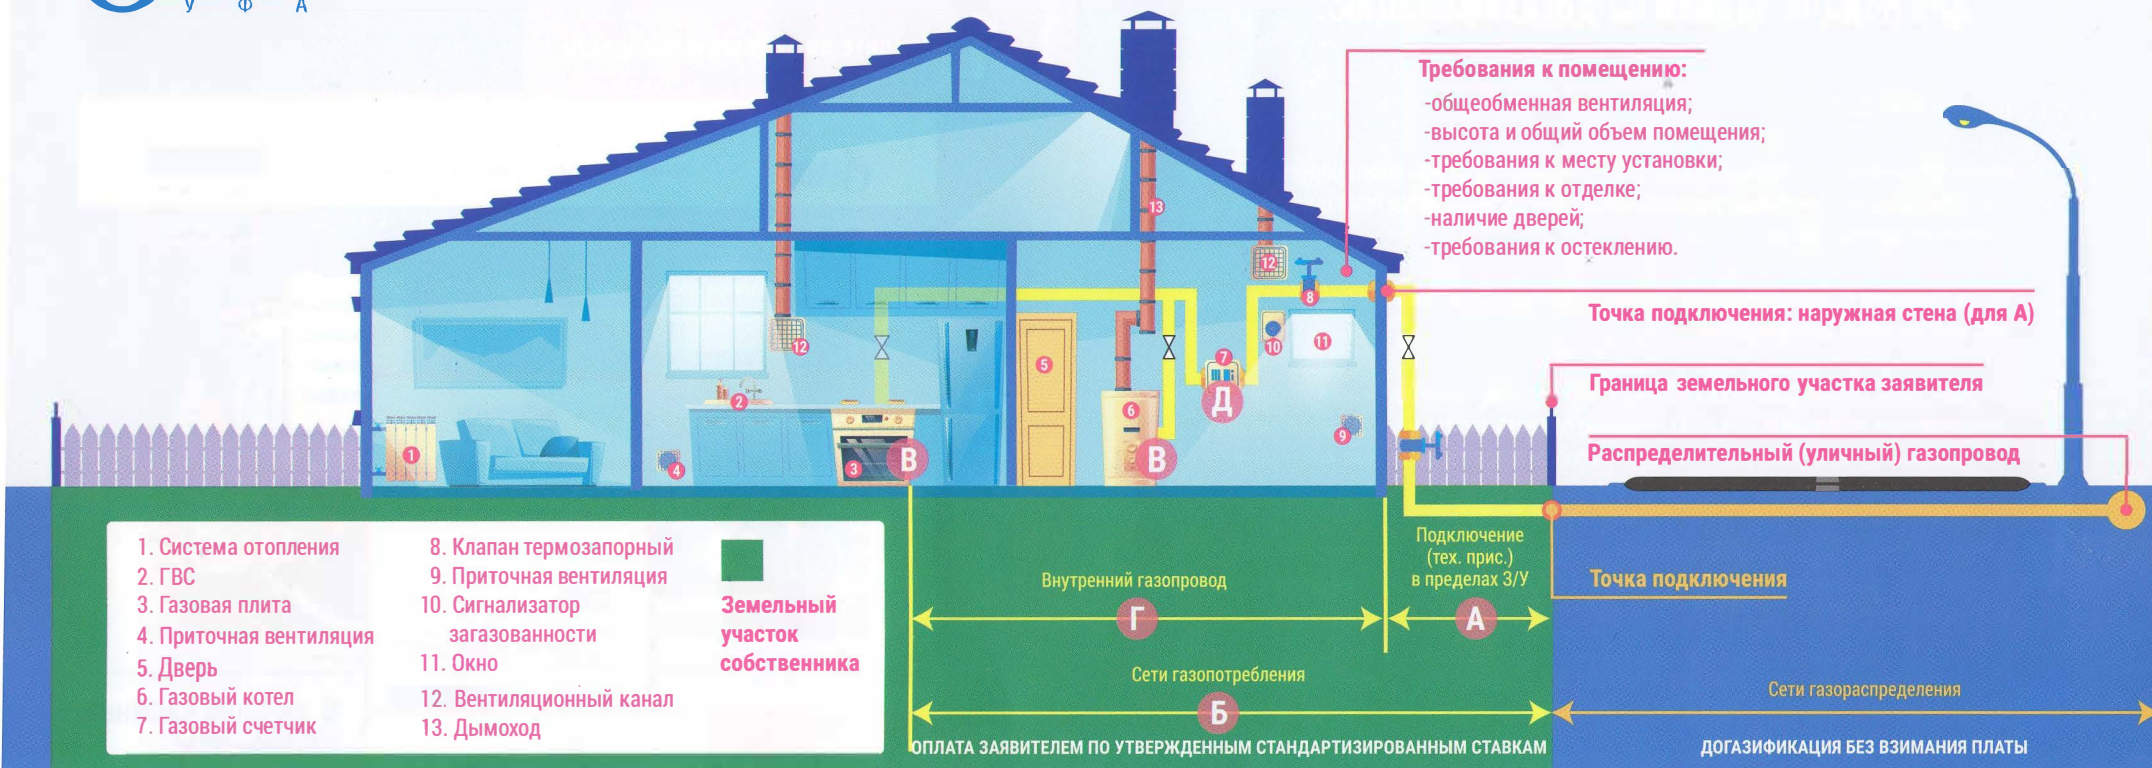 У Ф А
Требования к помещению:
-общеобменная вентиляция;
-высота и общий объем помещения;
-требования к месту установки;
-требования к отделке;
-наличие дверей;
-требования к остеклению.
Точка подключения: наружная стена (для А)
Граница земельного участка заявителя
Распределительный (уличный) газопровод
Точка подключения
13
12
8
12
10
11
7
Д
5
2
6
9
1
4
3
В
В
1. Система отопления
2. ГВС
3. Газовая плита
4. Приточная вентиляция
5. Дверь
6. Газовый котел
7. Газовый счетчик
8. Клапан термозапорный
9. Приточная вентиляция
10. Сигнализатор
загазованности
11. Окно
12. Вентиляционный канал
13. Дымоход
Земельный
участок
собственника
Внутренний газопровод
Г
Подключение
(тех. прис.)
в пределах З/У
А
Сети газопотребления
Б
ОПЛАТА ЗАЯВИТЕЛЕМ ПО УТВЕРЖДЕННЫМ СТАНДАРТИЗИРОВАННЫМ СТАВКАМ
Сети газораспределения
ДОГАЗИФИКАЦИЯ БЕЗ ВЗИМАНИЯ ПЛАТЫ